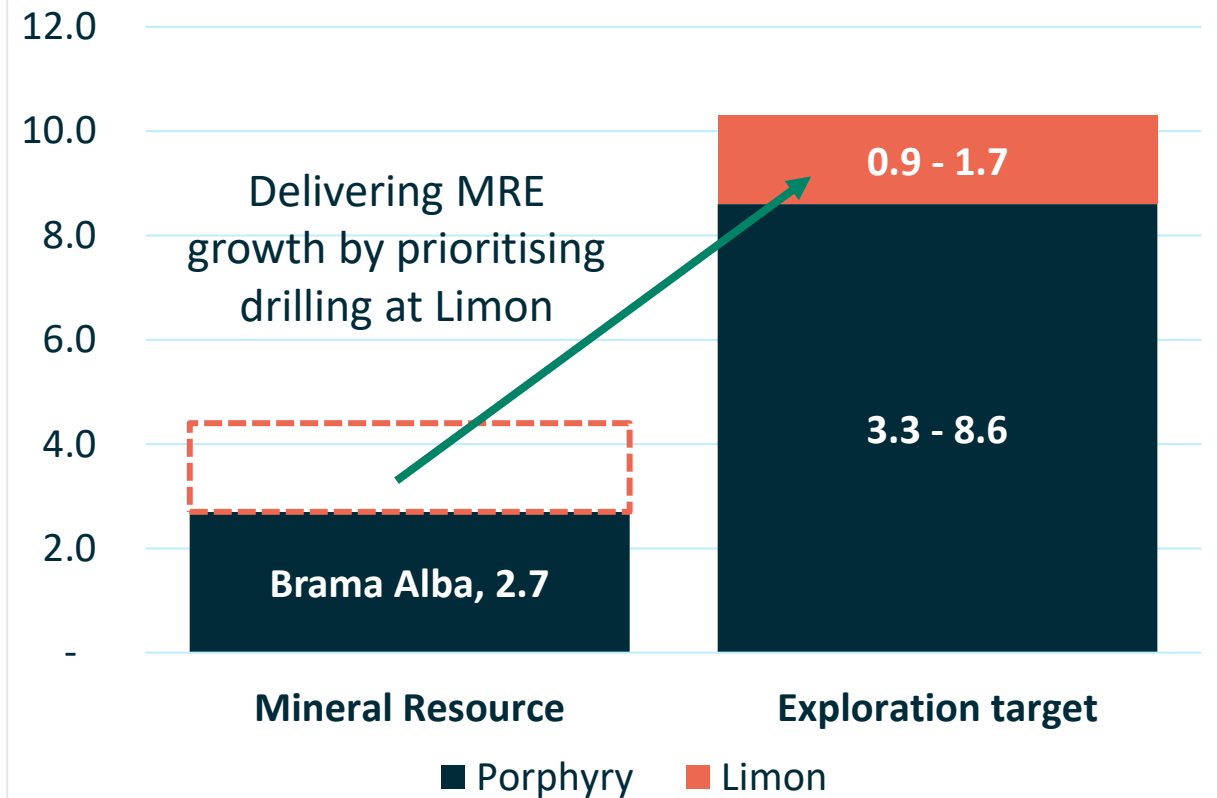 12.0
10.0
8.0
6.0
4.0
2.0
-
Delivering MRE
growth by prioritising
drilling at Limon
0.9 - 1.7
3.3 - 8.6
Brama Alba, 2.7
Mineral Resource
Exploration target
Porphyry
Limon